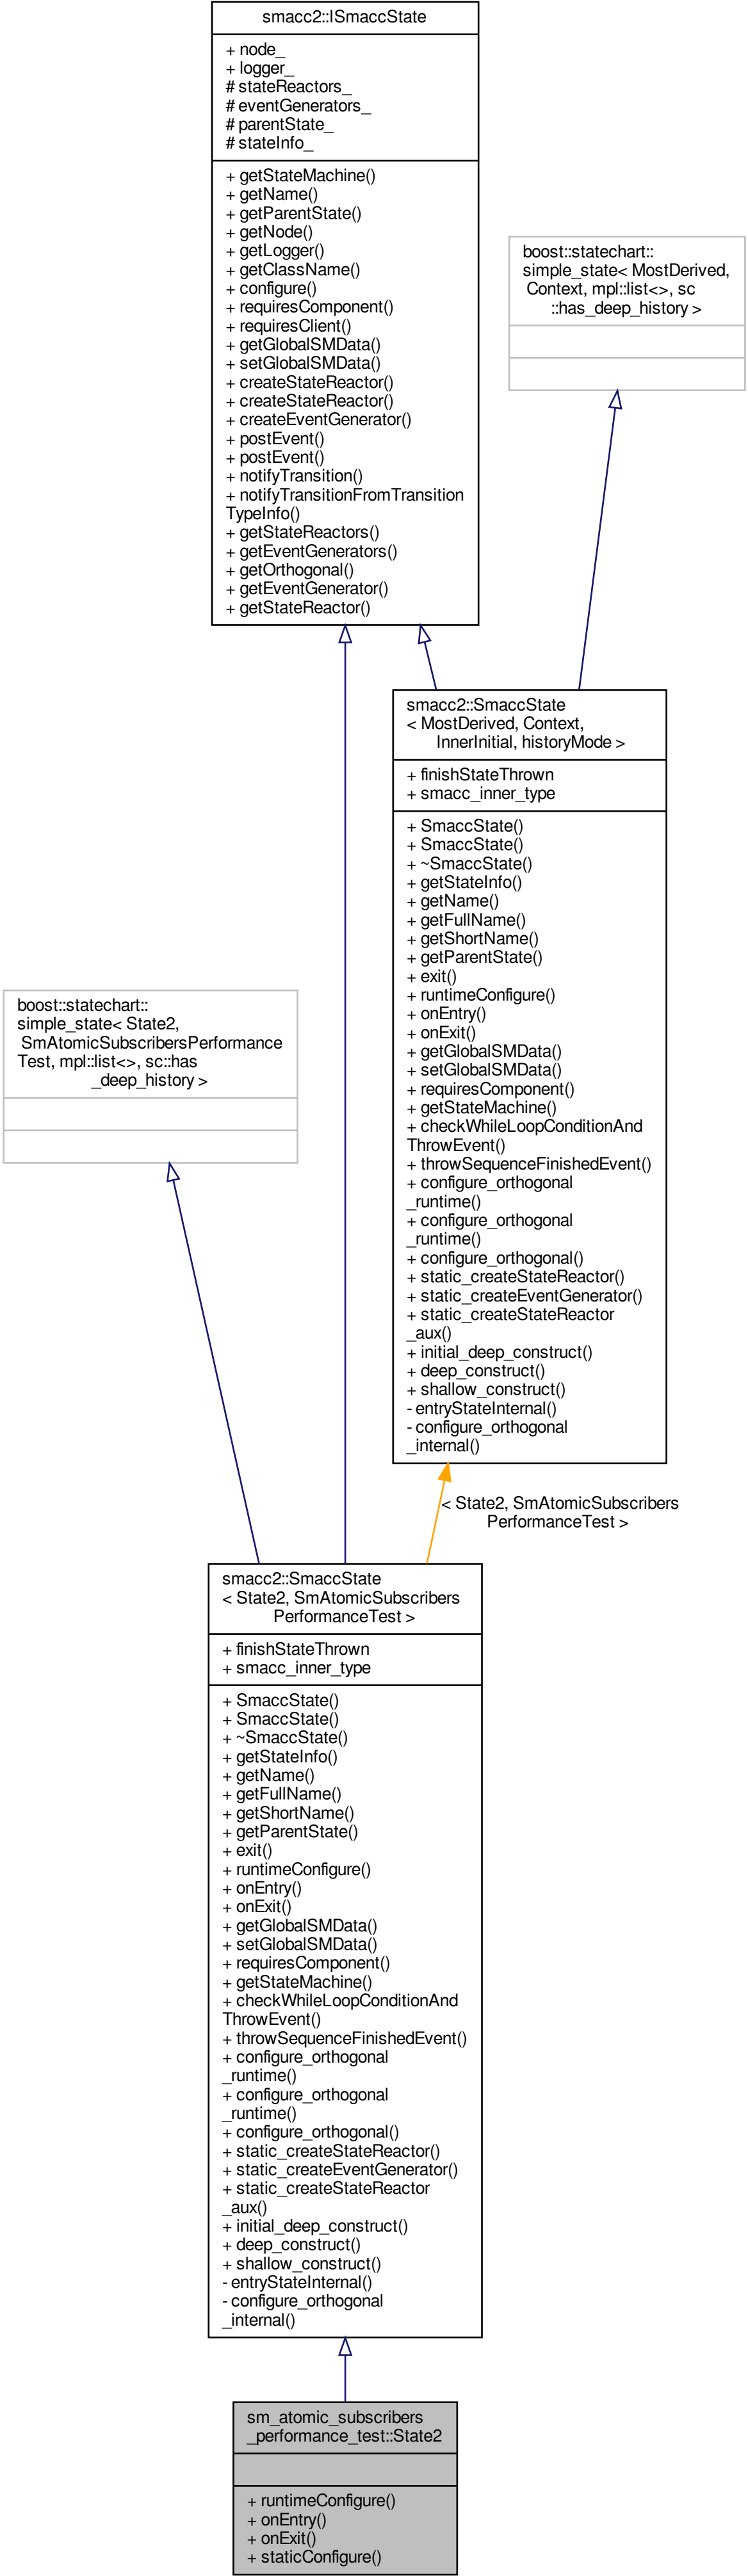 smacc2::ISmaccState
+ node_
+ logger_
# stateReactors_
# eventGenerators_
# parentState_
# stateInfo_
+ getStateMachine()
+ getName()
+ getParentState()
+ getNode()
+ getLogger()
+ getClassName()
+ configure()
+ requiresComponent()
+ requiresClient()
+ getGlobalSMData()
+ setGlobalSMData()
+ createStateReactor()
+ createStateReactor()
+ createEventGenerator()
+ postEvent()
+ postEvent()
+ notifyTransition()
+ notifyTransitionFromTransition
TypeInfo()
+ getStateReactors()
+ getEventGenerators()
+ getOrthogonal()
+ getEventGenerator()
+ getStateReactor()
boost::statechart::
simple_state< MostDerived,
Context, mpl::list<>, sc
::has_deep_history >
smacc2::SmaccState
< MostDerived, Context,
InnerInitial, historyMode >
+ finishStateThrown
+ smacc_inner_type
+ SmaccState()
+ SmaccState()
+ ~SmaccState()
+ getStateInfo()
+ getName()
+ getFullName()
+ getShortName()
+ getParentState()
+ exit()
+ runtimeConfigure()
+ onEntry()
+ onExit()
+ getGlobalSMData()
+ setGlobalSMData()
+ requiresComponent()
+ getStateMachine()
+ checkWhileLoopConditionAnd
ThrowEvent()
+ throwSequenceFinishedEvent()
+ configure_orthogonal
_runtime()
+ configure_orthogonal
_runtime()
+ configure_orthogonal()
+ static_createStateReactor()
+ static_createEventGenerator()
+ static_createStateReactor
_aux()
+ initial_deep_construct()
+ deep_construct()
+ shallow_construct()
- entryStateInternal()
- configure_orthogonal
_internal()
boost::statechart::
simple_state< State2,
SmAtomicSubscribersPerformance
Test, mpl::list<>, sc::has
_deep_history >
< State2, SmAtomicSubscribers
PerformanceTest >
smacc2::SmaccState
< State2, SmAtomicSubscribers
PerformanceTest >
+ finishStateThrown
+ smacc_inner_type
+ SmaccState()
+ SmaccState()
+ ~SmaccState()
+ getStateInfo()
+ getName()
+ getFullName()
+ getShortName()
+ getParentState()
+ exit()
+ runtimeConfigure()
+ onEntry()
+ onExit()
+ getGlobalSMData()
+ setGlobalSMData()
+ requiresComponent()
+ getStateMachine()
+ checkWhileLoopConditionAnd
ThrowEvent()
+ throwSequenceFinishedEvent()
+ configure_orthogonal
_runtime()
+ configure_orthogonal
_runtime()
+ configure_orthogonal()
+ static_createStateReactor()
+ static_createEventGenerator()
+ static_createStateReactor
_aux()
+ initial_deep_construct()
+ deep_construct()
+ shallow_construct()
- entryStateInternal()
- configure_orthogonal
_internal()
sm_atomic_subscribers
_performance_test::State2
+ runtimeConfigure()
+ onEntry()
+ onExit()
+ staticConfigure()